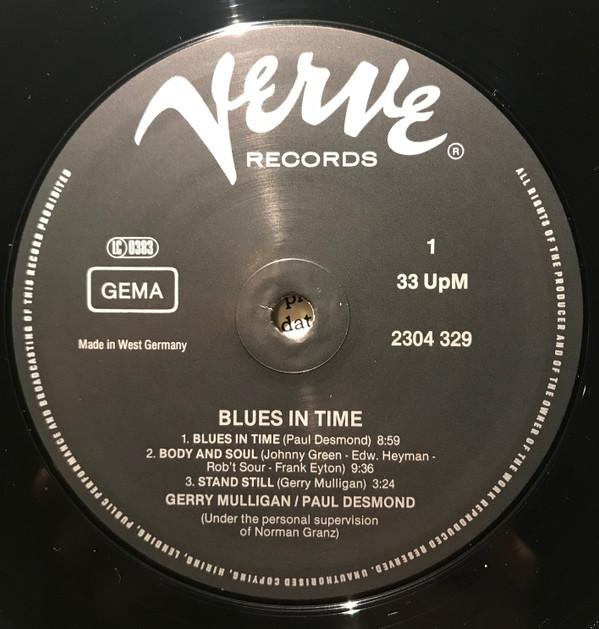 Verve
RECORDS ®
ALL RIGHTS OF THE PRODUCER AND OF THE OWNER OF THE WORK REPRODUCED RESERVED. UNAUTHORISED COPYING, HIRING, LENDING, PUBLIC PERFORMANCE AND BROADCASTING OF THIS RECORD PROHIBITED
LC 0383
GEMA
Made in West Germany
1
33 UpM
2304 329
dat
BLUES IN TIME
1. BLUES IN TIME (Paul Desmond) 8:59
2. BODY AND SOUL (Johnny Green - Edw. Heyman -
Rob't Sour - Frank Eyton) 9:36
3. STAND STILL (Gerry Mulligan) 3:24
GERRY MULLIGAN / PAUL DESMOND
(Under the personal supervision
of Norman Granz)